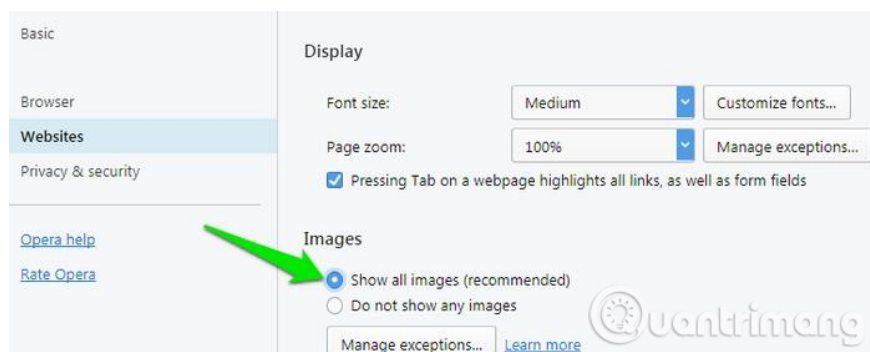 Basic
Browser
Websites
Privacy & security
Opera help
Rate Opera
Display
Font size: Medium Customize fonts...
Page zoom: 100% Manage exceptions...
Pressing Tab on a webpage highlights all links, as well as form fields
Images
Show all images (recommended)
Do not show any images
Manage exceptions... Learn more
Quantrimang